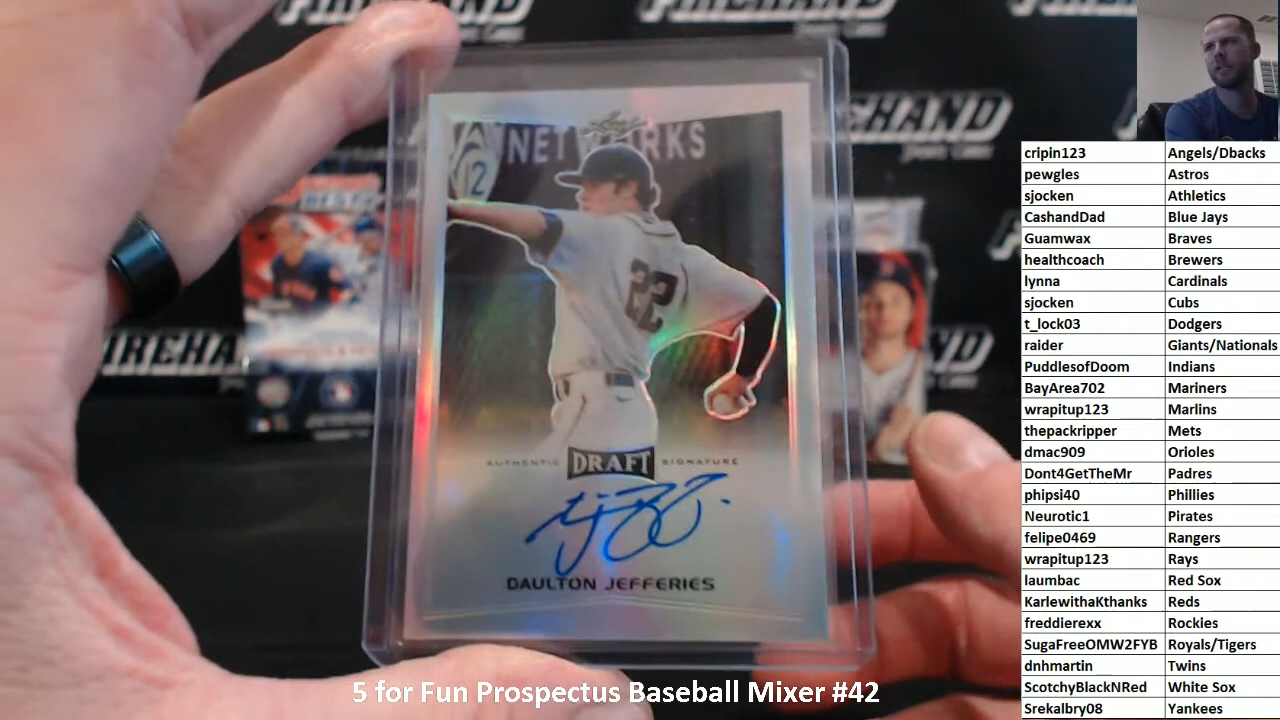 FIREHAND
FIREHAND
Leaf
NETWORKS
12
22
AUTHENTIC DRAFT SIGNATURE
DAULTON JEFFERIES
5 for Fun Prospectus Baseball Mixer #42
cripin123 Angels/Dbacks
pewgles Astros
sjocken Athletics
CashandDad Blue Jays
Guamwax Braves
healthcoach Brewers
lynna Cardinals
sjocken Cubs
t_lock03 Dodgers
raider Giants/Nationals
PuddlesofDoom Indians
BayArea702 Mariners
wrapitup123 Marlins
thepackripper Mets
dmac909 Orioles
Dont4GetTheMr Padres
phipsi40 Phillies
Neurotic1 Pirates
felipe0469 Rangers
wrapitup123 Rays
laumbac Red Sox
KarlewithaKthanks Reds
freddierexx Rockies
SugaFreeOMW2FYB Royals/Tigers
dnhmartin Twins
ScotchyBlackNRed White Sox
Srekalbry08 Yankees